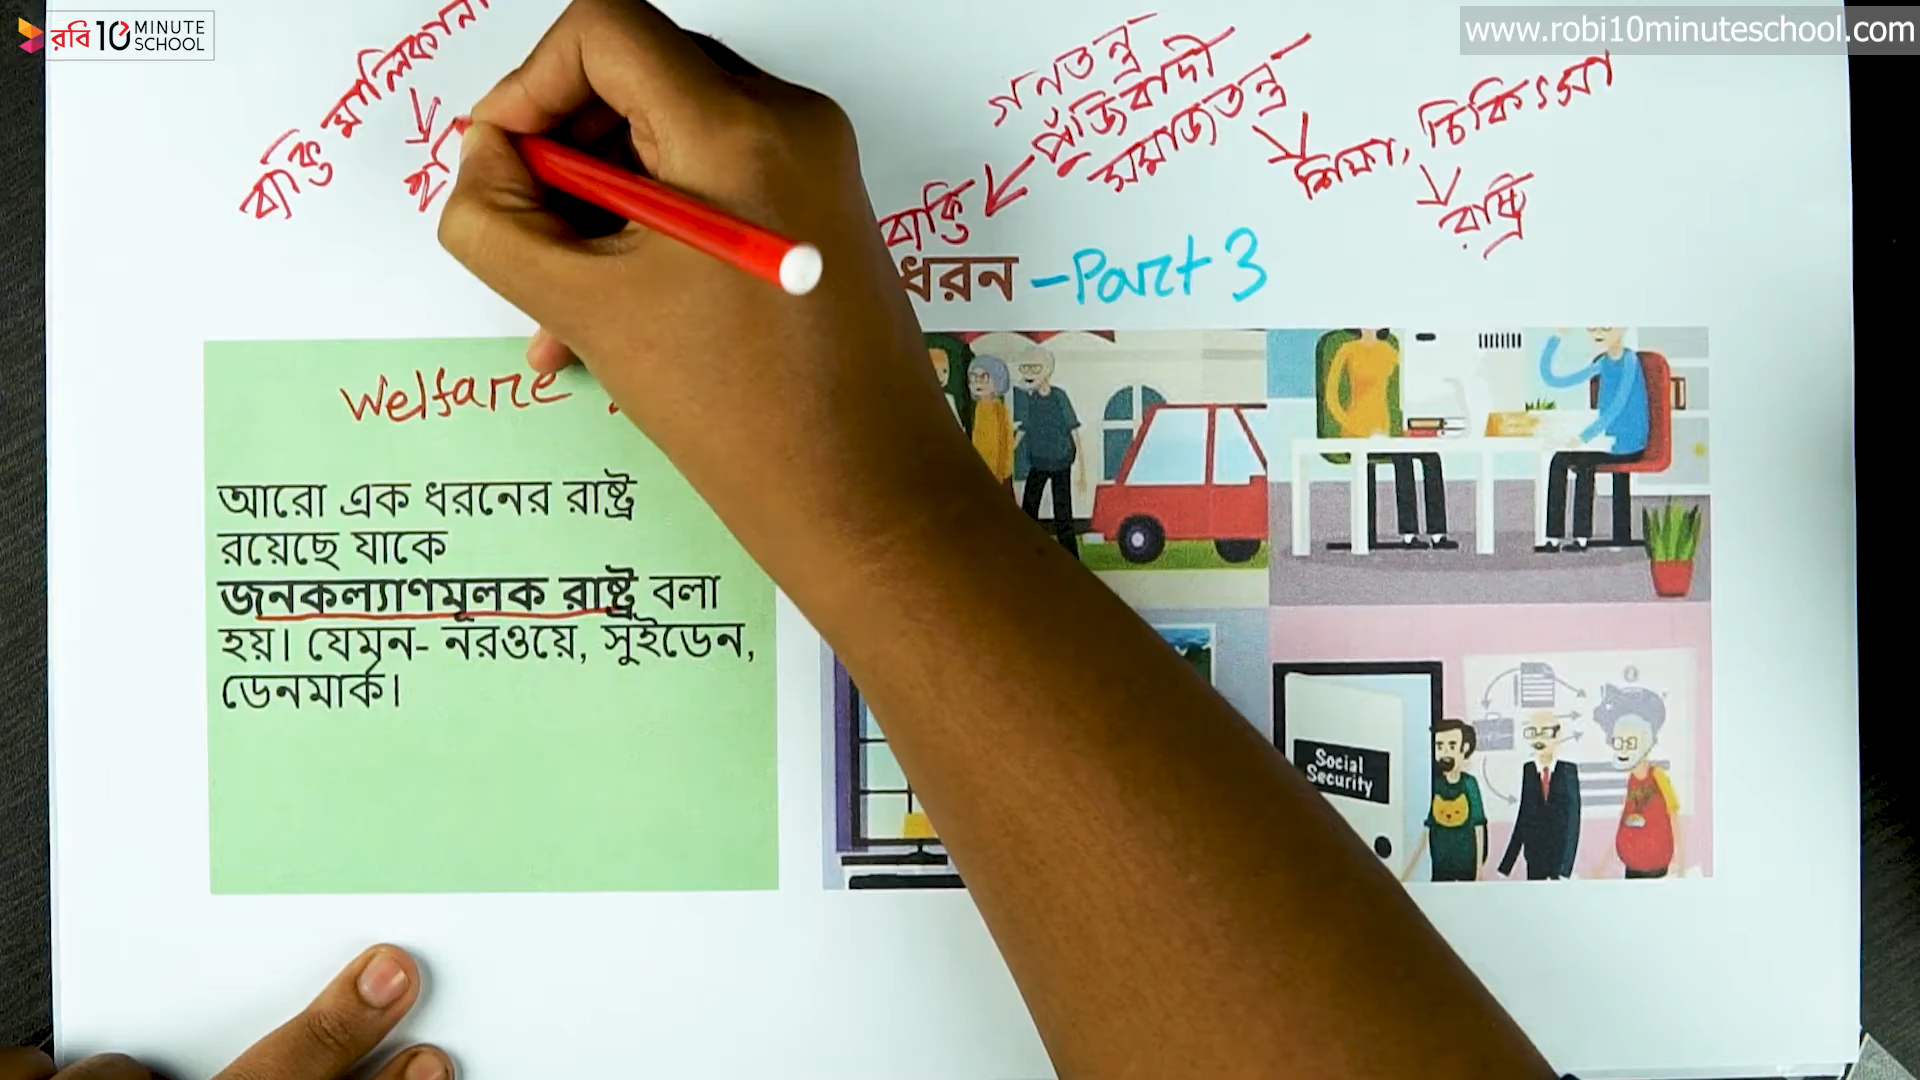 রবি 10 MINUTE SCHOOL
www.robi10minuteschool.com
ব্যক্তি মালিকানা
গনতন্ত্র
পুঁজিবাদী
সমাজতন্ত্র
শিক্ষা, চিকিৎসা
রাষ্ট্র
ব্যক্তি
ধরন -Part 3
Welfare
আরো এক ধরনের রাষ্ট্র
রয়েছে যাকে
জনকল্যাণমূলক রাষ্ট্র বলা
হয়। যেমন- নরওয়ে, সুইডেন,
ডেনমার্ক।
Social
Security